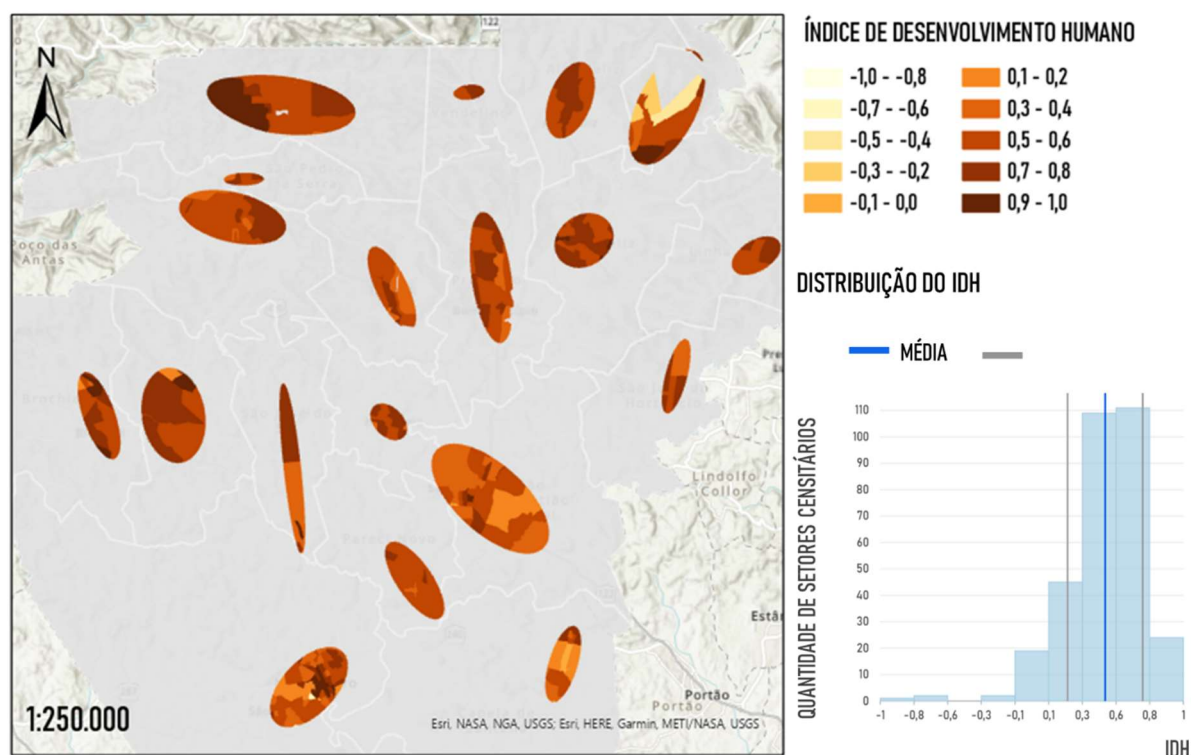 122
N
Poço das
Antas
Lindolfo
Collor
Portão
Portão
1:250.000
Esri, NASA, NGA, USGS; Esri, HERE, Garmin, METI/NASA, USGS
ÍNDICE DE DESENVOLVIMENTO HUMANO
-1,0 - -0,8
-0,7 - -0,6
-0,5 - -0,4
-0,3 - -0,2
-0,1 - 0,0
0,1 - 0,2
0,3 - 0,4
0,5 - 0,6
0,7 - 0,8
0,9 - 1,0
DISTRIBUIÇÃO DO IDH
MÉDIA
QUANTIDADE DE SETORES CENSITÁRIOS
110
100
90
80
70
60
50
40
30
20
10
0
-1 -0,8 -0,6 -0,3 -0,1 0,1 0,3 0,6 0,8 1
IDH